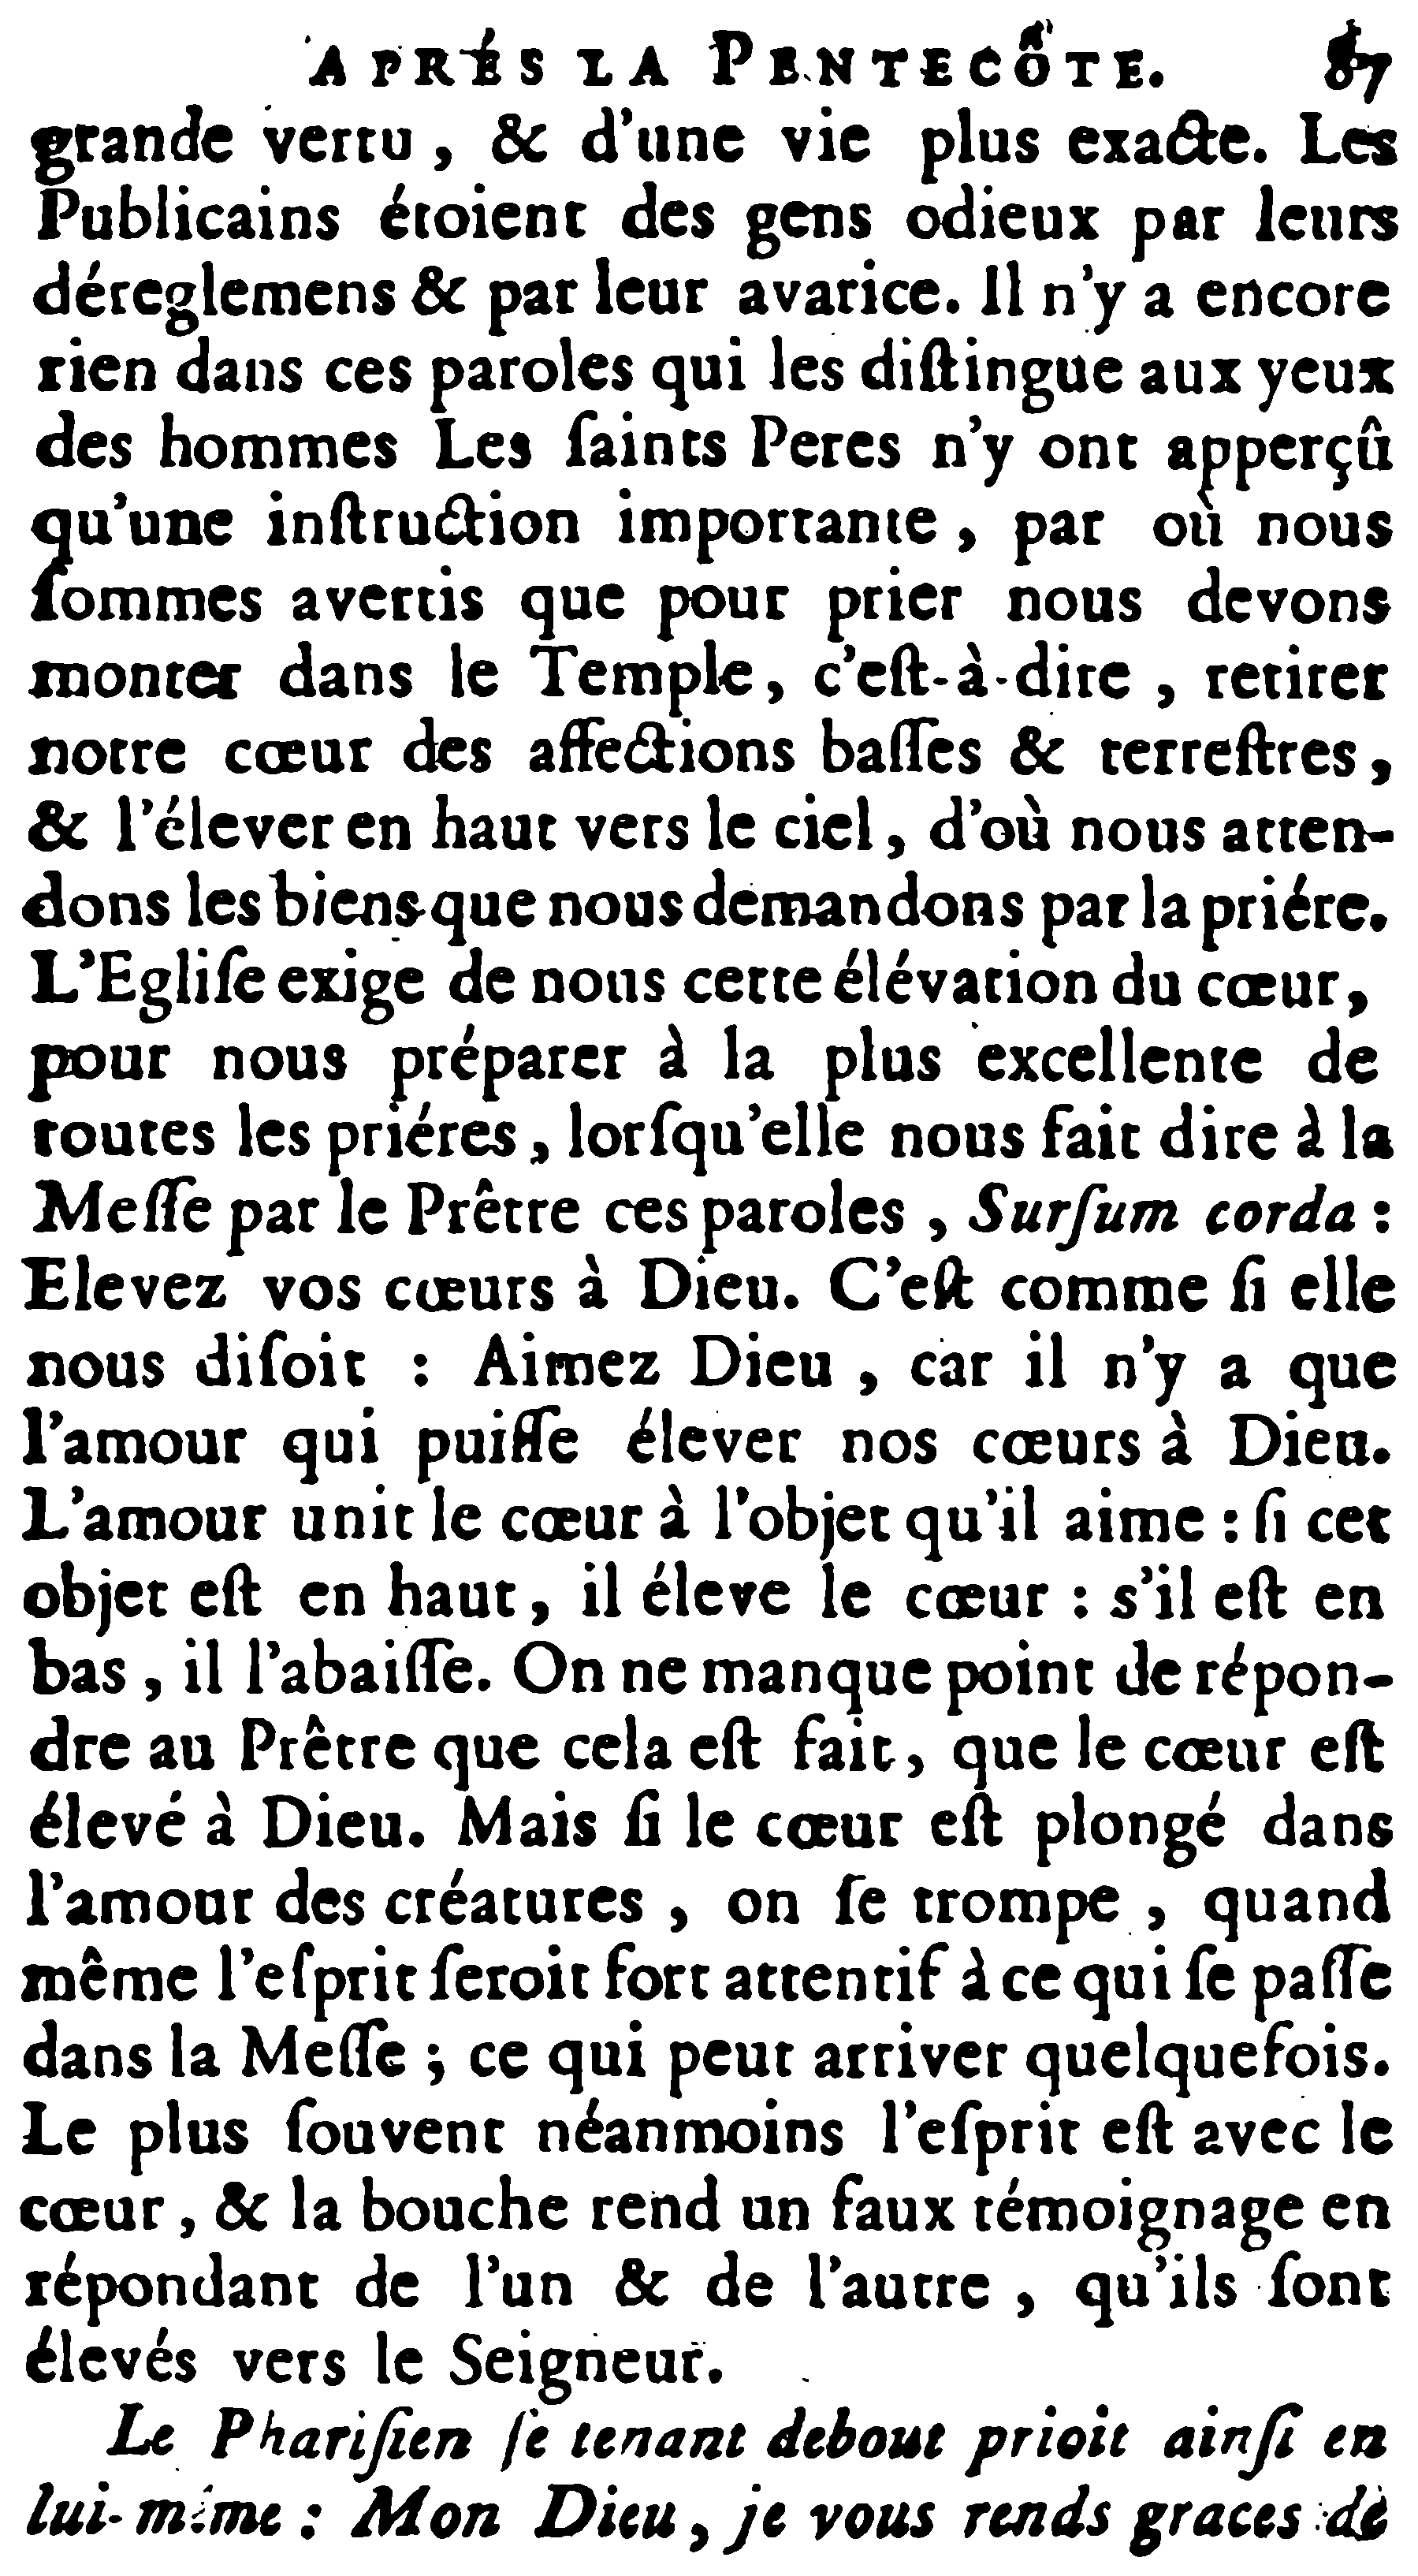 APRÉS LA PENTECÔTE. 87
grande vertu, & d'une vie plus exacte. Les
Publicains étoient des gens odieux par leurs
déreglemens & par leur avarice. Il n'y a encore
rien dans ces paroles qui les diſtingue aux yeux
des hommes Les ſaints Peres n'y ont apperçû
qu'une inſtruction importante, par où nous
ſommes avertis que pour prier nous devons
monter dans le Temple, c'eſt-à-dire, retirer
notre cœur des affections baſſes & terreſtres,
& l'élever en haut vers le ciel, d'où nous atten-
dons les biens que nous demandons par la priére.
L'Egliſe exige de nous cette élévation du cœur,
pour nous préparer à la plus excellente de
toutes les priéres, lorſqu'elle nous fait dire à la
Meſſe par le Prêtre ces paroles, Surſum corda :
Elevez vos cœurs à Dieu. C'eſt comme ſi elle
nous diſoit : Aimez Dieu, car il n'y a que
l'amour qui puiſſe élever nos cœurs à Dieu.
L'amour unit le cœur à l'objet qu'il aime : ſi cet
objet eſt en haut, il éleve le cœur : s'il eſt en
bas, il l'abaiſſe. On ne manque point de répon-
dre au Prêtre que cela eſt fait, que le cœur eſt
élevé à Dieu. Mais ſi le cœur eſt plongé dans
l'amour des créatures, on ſe trompe, quand
même l'eſprit ſeroit fort attentif à ce qui ſe paſſe
dans la Meſſe ; ce qui peut arriver quelquefois.
Le plus ſouvent néanmoins l'eſprit eſt avec le
cœur, & la bouche rend un faux témoignage en
répondant de l'un & de l'autre, qu'ils ſont
élevés vers le Seigneur.
Le Phariſien ſe tenant debout prioit ainſi en
lui-même : Mon Dieu, je vous rends graces de